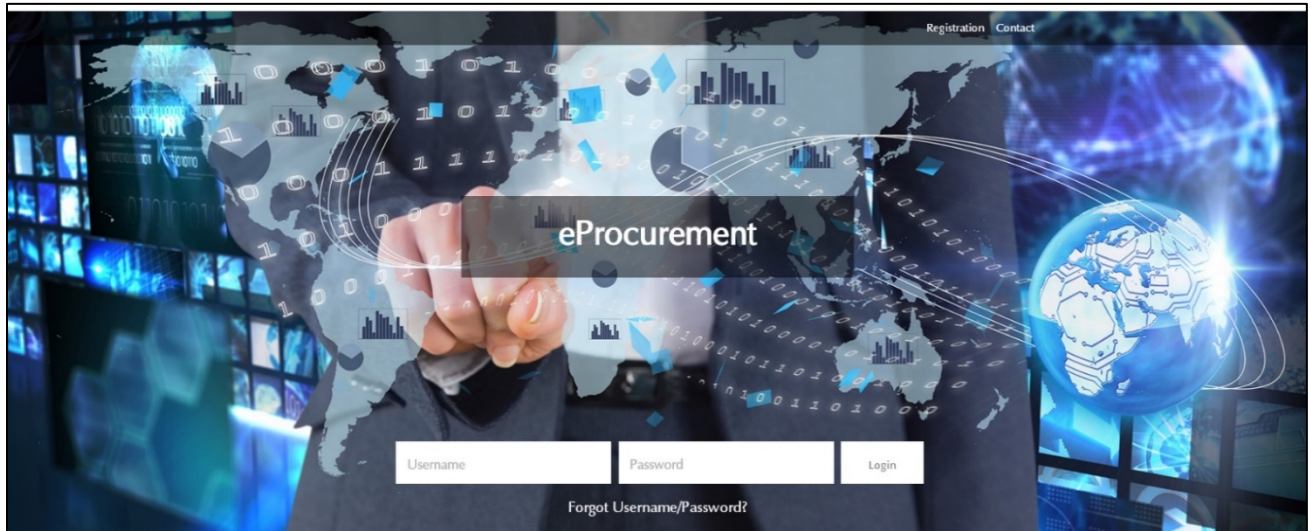 Registration Contact
eProcurement
Username
Password
Login
Forgot Username/Password?